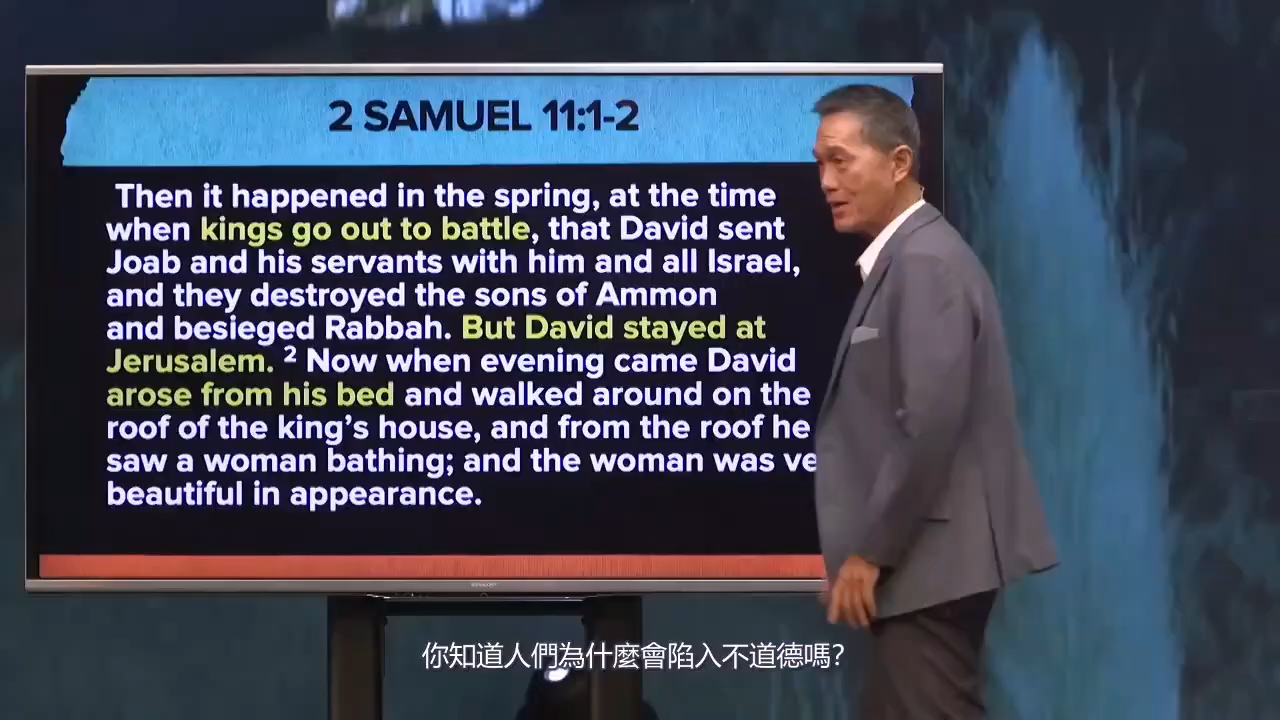 2 SAMUEL 11:1-2
Then it happened in the spring, at the time
when kings go out to battle, that David sent
Joab and his servants with him and all Israel,
and they destroyed the sons of Ammon
and besieged Rabbah. But David stayed at
Jerusalem. ² Now when evening came David
arose from his bed and walked around on the
roof of the king’s house, and from the roof he
saw a woman bathing; and the woman was ve
beautiful in appearance.
SHARP
你知道人們為什麼會陷入不道德嗎?